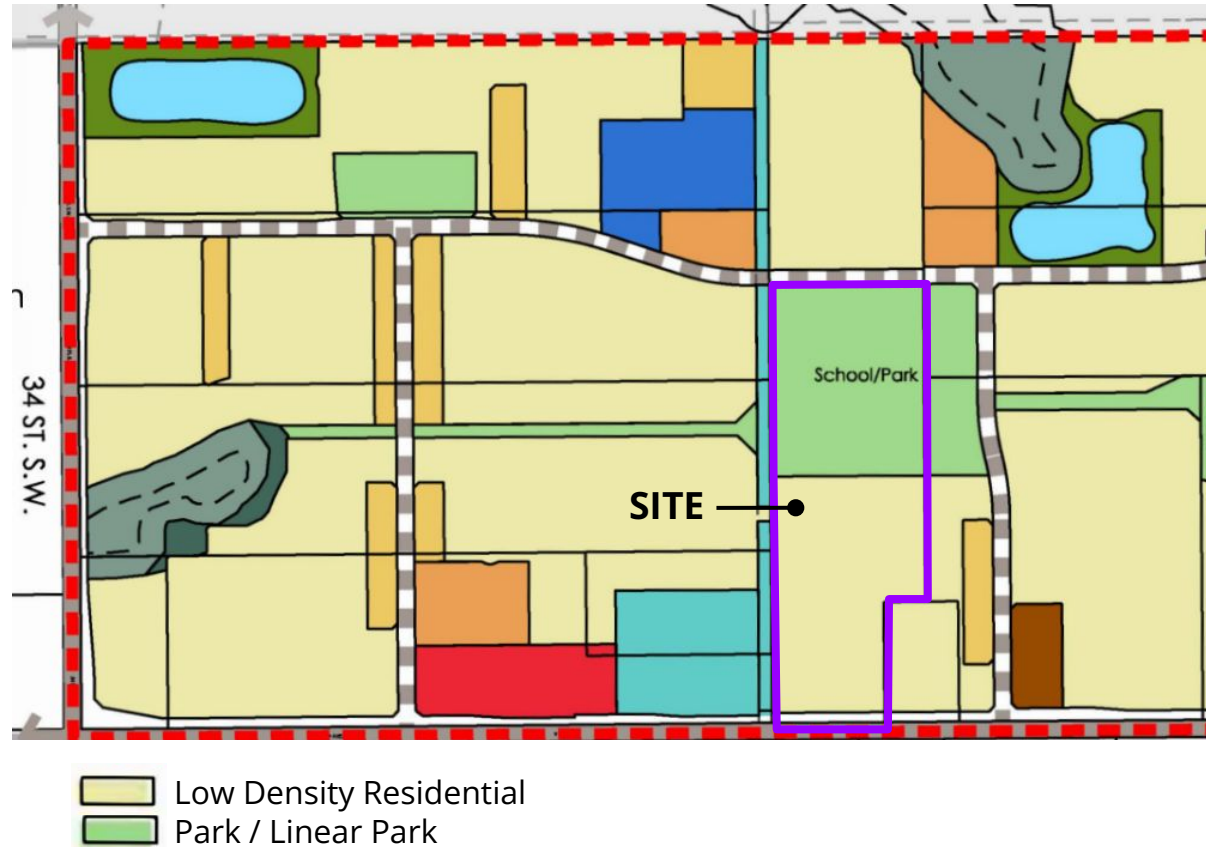 School/Park
34 ST. S.W.
SITE
Low Density Residential
Park / Linear Park